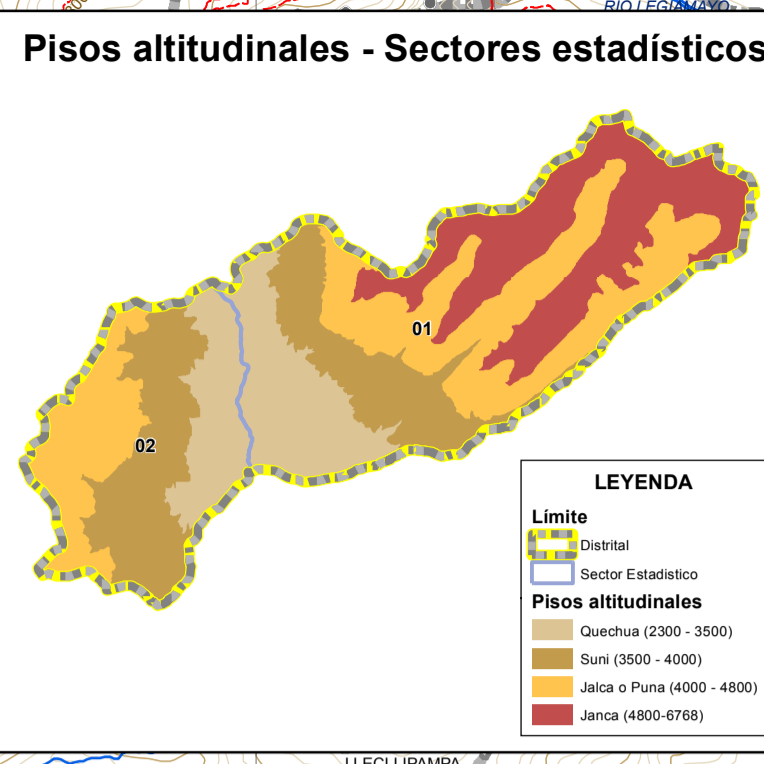 RIO LEGIAMAYO
Pisos altitudinales - Sectores estadísticos
01
02
LEYENDA
Límite
Distrital
Sector Estadistico
Pisos altitudinales
Quechua (2300 - 3500)
Suni (3500 - 4000)
Jalca o Puna (4000 - 4800)
Janca (4800-6768)